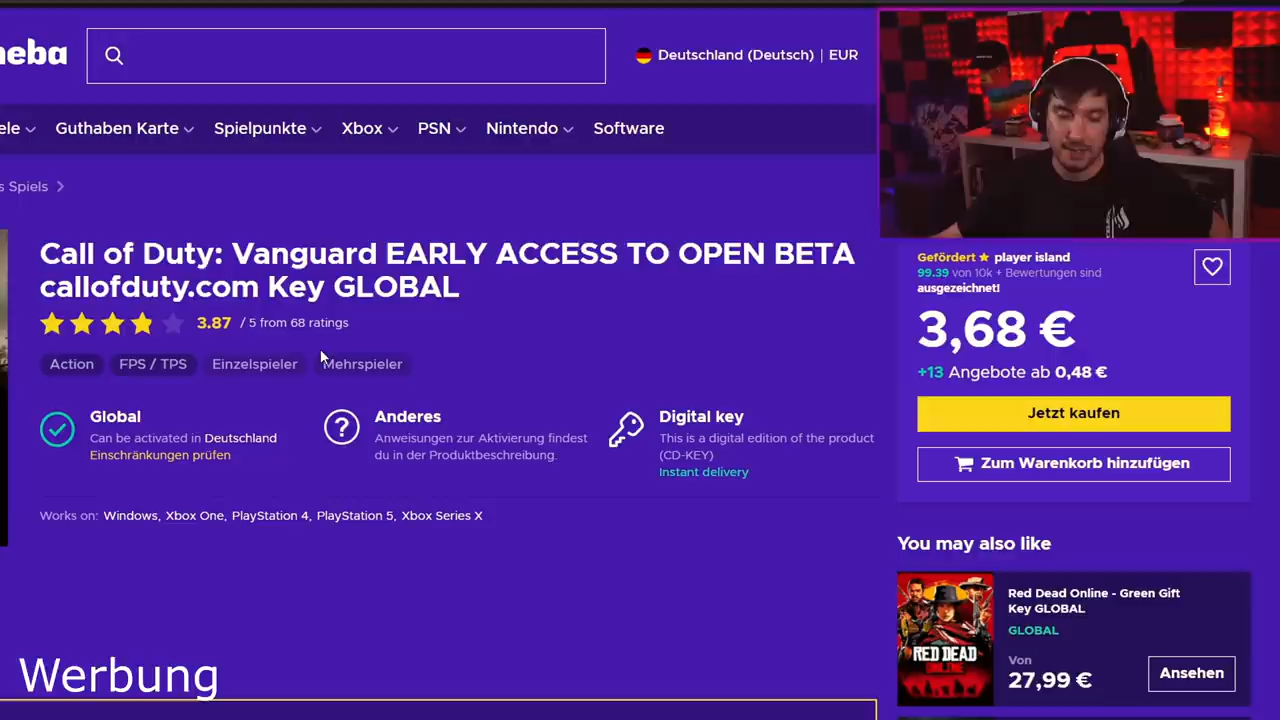 neba
Deutschland (Deutsch) | EUR
ele
Guthaben Karte
Spielpunkte
Xbox
PSN
Nintendo
Software
s Spiels
Call of Duty: Vanguard EARLY ACCESS TO OPEN BETA
callofduty.com Key GLOBAL
3.87 / 5 from 68 ratings
Action
FPS / TPS
Einzelspieler
Mehrspieler
Global
Can be activated in Deutschland
Einschränkungen prüfen
Anderes
Anweisungen zur Aktivierung findest
du in der Produktbeschreibung.
Digital key
This is a digital edition of the product
(CD-KEY)
Instant delivery
Works on: Windows, Xbox One, PlayStation 4, PlayStation 5, Xbox Series X
Gefördert player island
99.39 von 10k + Bewertungen sind
ausgezeichnet!
3,68 €
+13 Angebote ab 0,48 €
Jetzt kaufen
Zum Warenkorb hinzufügen
You may also like
RED DEAD
ONLINE
Red Dead Online - Green Gift
Key GLOBAL
GLOBAL
Von
27,99 €
Ansehen
Werbung